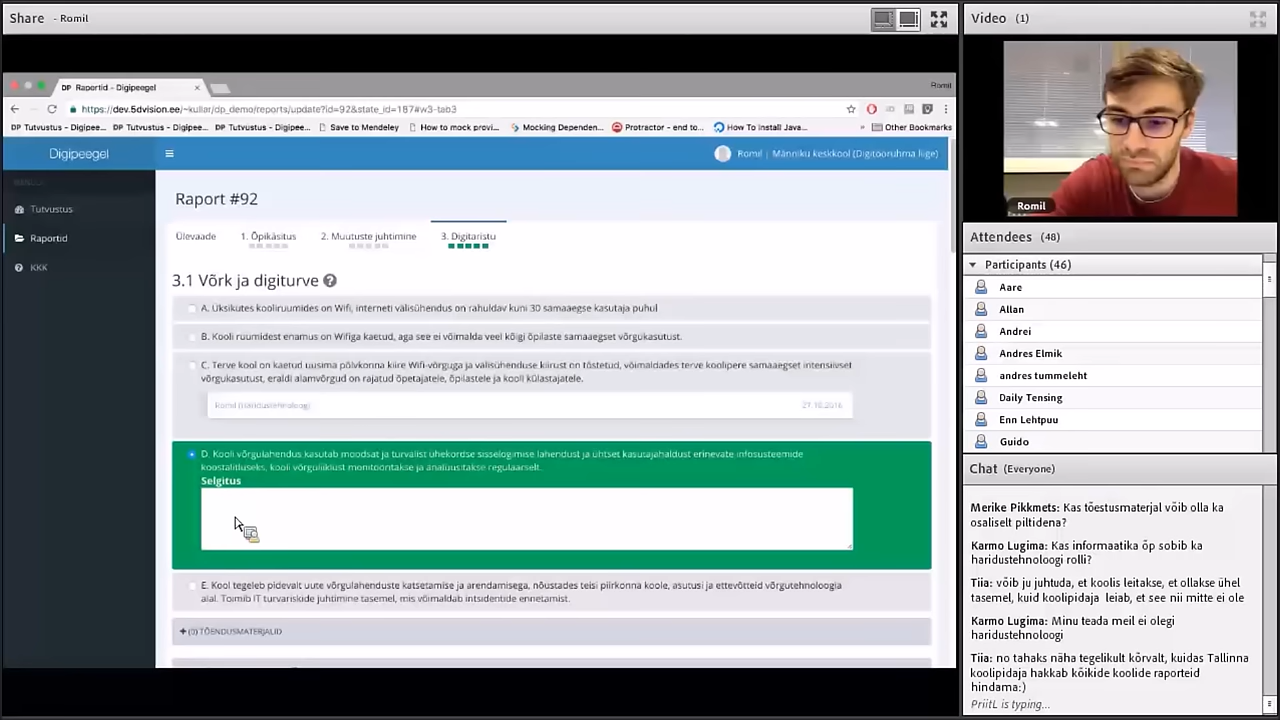 Share - Romil
DP Raportid - Digipeegel
Romil
https://dev.5dvision.ee/~kullar/dp_demo/reports/update?id=92&state_id=187#w3-tab3
DP Tutvustus - Digipee... DP Tutvustus - Digipee... DP Tutvustus - Digipee... Save to Mendeley How to mock provi... Mocking Dependen... Protractor - end to... How To Install Java... » Other Bookmarks
Digipeegel
Romil | Männiku keskkool (Digitööruhma liige)
Tutvustus
Raportid
KKK
Raport #92
Ülevaade 1. Õpikäsitus 2. Muutuste juhtimine 3. Digitaristu
3.1 Võrk ja digiturve
A. Üksikutes kooliruumides on Wifi, interneti välisühendus on rahuldav kuni 30 samaaegse kasutaja puhul
B. Kooli ruumidest enamus on Wifiga kaetud, aga see ei võimalda veel kõigi õpilaste samaaegset võrgukasutust.
C. Terve kool on kaetud uusima põlvkonna kiire Wifi-võrguga ja välisühenduse kiirust on tõstetud, võimaldades terve koolipere samaaegset intensiivset
võrgukasutust, eraldi alamvõrgud on rajatud õpetajatele, õpilastele ja kooli külastajatele.
Romil (Haridustehnoloog) 27.10.2016
D. Kooli võrgulahendus kasutab moodsat ja turvalist ühekordse sisselogimise lahendust ja ühtset kasutajahaldust erinevate infosüsteemide
koostalitluseks, kooli võrguliiklust monitooritakse ja analüüsitakse regulaarselt.
Selgitus
E. Kool tegeleb pidevalt uute võrgulahenduste katsetamise ja arendamisega, nõustades teisi piirkonna koole, asutusi ja ettevõtteid võrgutehnoloogia
alal. Toimib IT turvariskide juhtimine tasemel, mis võimaldab intsidentide ennetamist.
+ (0) TÕENDUSMATERJALID
Video (1)
Romil
Attendees (48)
Participants (46)
Aare
Allan
Andrei
Andres Elmik
andres tummeleht
Daily Tensing
Enn Lehtpuu
Guido
Chat (Everyone)
Merike Pikkmets: Kas tõestusmaterjal võib olla ka
osaliselt piltidena?
Karmo Lugima: Kas informaatika õp sobib ka
haridustehnoloogi rolli?
Tiia: võib ju juhtuda, et koolis leitakse, et ollakse ühel
tasemel, kuid koolipidaja leiab, et see nii mitte ei ole
Karmo Lugima: Minu teada meil ei olegi
haridustehnoloogi
Tiia: no tahaks näha tegelikult kõrvalt, kuidas Tallinna
koolipidaja hakkab kõikide koolide raporteid
hindama:)
PriitL is typing...